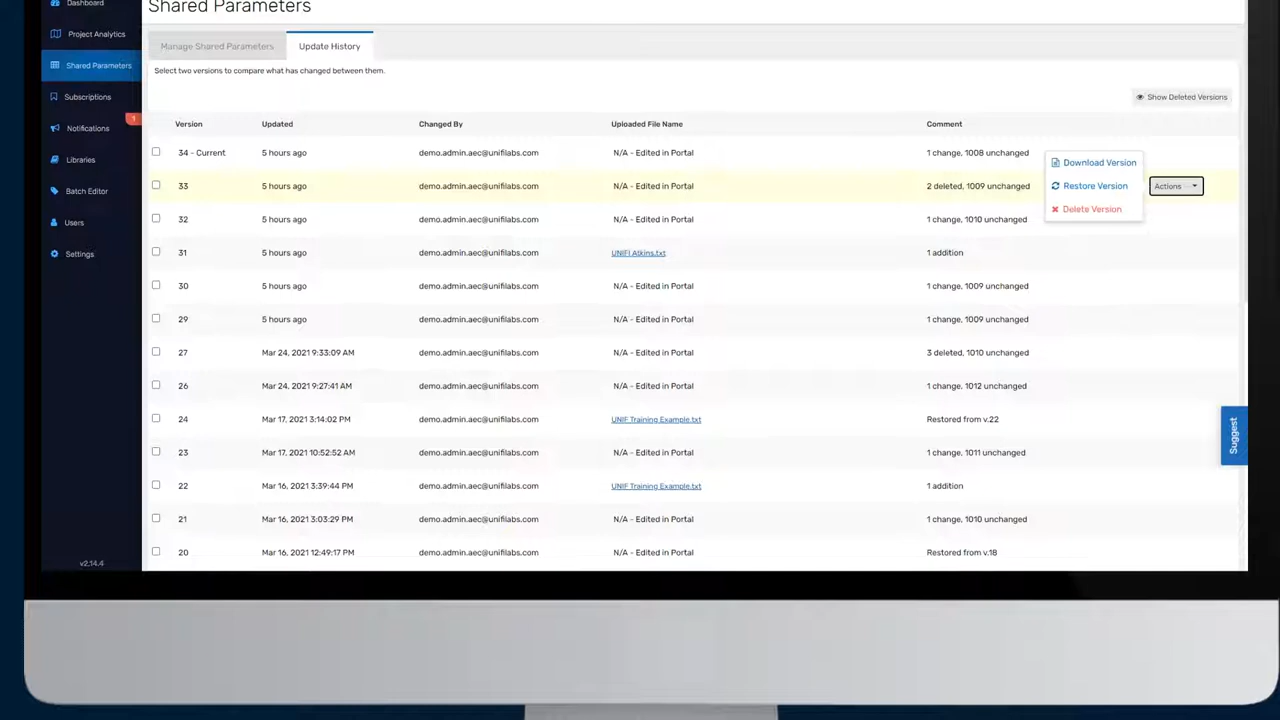 Shared Parameters
Dashboard
Project Analytics
Shared Parameters
Subscriptions
Notifications
1
Libraries
Batch Editor
Users
Settings
v2.14.4
Manage Shared Parameters
Update History
Select two versions to compare what has changed between them.
Show Deleted Versions
Version Updated Changed By Uploaded File Name Comment
34 - Current 5 hours ago demo.admin.aec@unifilabs.com N/A - Edited in Portal 1 change, 1008 unchanged
33 5 hours ago demo.admin.aec@unifilabs.com N/A - Edited in Portal 2 deleted, 1009 unchanged Actions
Download Version
Restore Version
Delete Version
32 5 hours ago demo.admin.aec@unifilabs.com N/A - Edited in Portal 1 change, 1010 unchanged
31 5 hours ago demo.admin.aec@unifilabs.com UNIFI Atkins.txt 1 addition
30 5 hours ago demo.admin.aec@unifilabs.com N/A - Edited in Portal 1 change, 1009 unchanged
29 5 hours ago demo.admin.aec@unifilabs.com N/A - Edited in Portal 1 change, 1009 unchanged
27 Mar 24, 2021 9:33:09 AM demo.admin.aec@unifilabs.com N/A - Edited in Portal 3 deleted, 1010 unchanged
26 Mar 24, 2021 9:27:41 AM demo.admin.aec@unifilabs.com N/A - Edited in Portal 1 change, 1012 unchanged
24 Mar 17, 2021 3:14:02 PM demo.admin.aec@unifilabs.com UNIF Training Example.txt Restored from v.22
23 Mar 17, 2021 10:52:52 AM demo.admin.aec@unifilabs.com N/A - Edited in Portal 1 change, 1011 unchanged
22 Mar 16, 2021 3:39:44 PM demo.admin.aec@unifilabs.com UNIF Training Example.txt 1 addition
21 Mar 16, 2021 3:03:29 PM demo.admin.aec@unifilabs.com N/A - Edited in Portal 1 change, 1010 unchanged
20 Mar 16, 2021 12:49:17 PM demo.admin.aec@unifilabs.com N/A - Edited in Portal Restored from v.18
Suggest